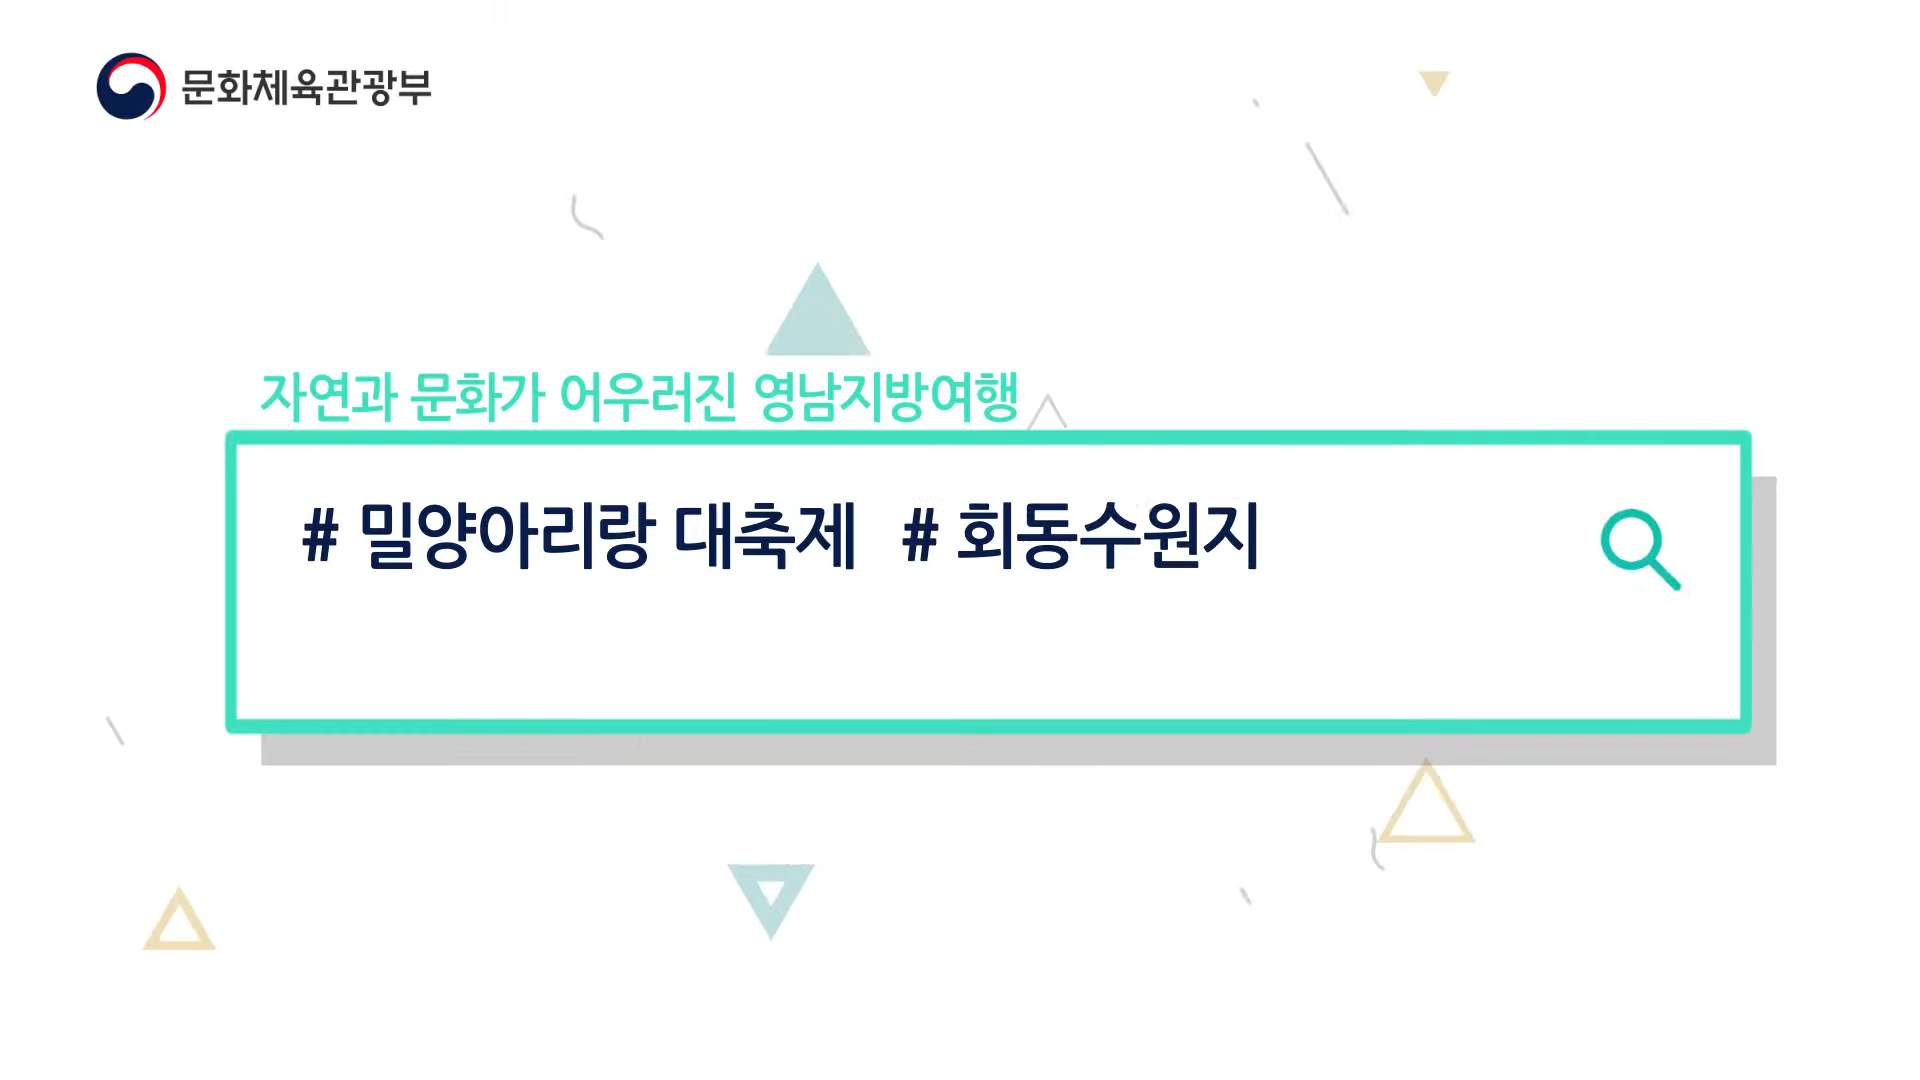 문화체육관광부
자연과 문화가 어우러진 영남지방여행
# 밀양아리랑 대축제 # 회동수원지